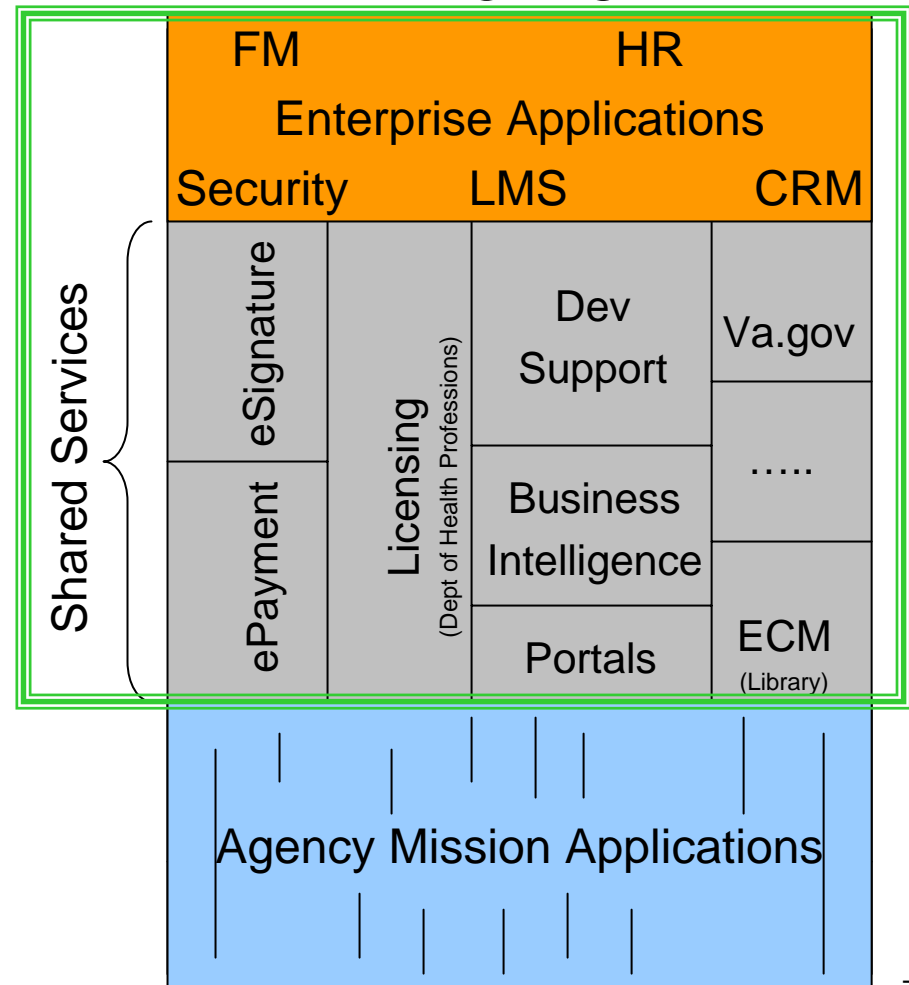 FM HR
Enterprise Applications
Security LMS CRM
Shared Services
eSignature
ePayment
Licensing
(Dept of Health Professions)
Dev
Support
Business
Intelligence
Portals
Va.gov
…..
ECM
(Library)
Agency Mission Applications